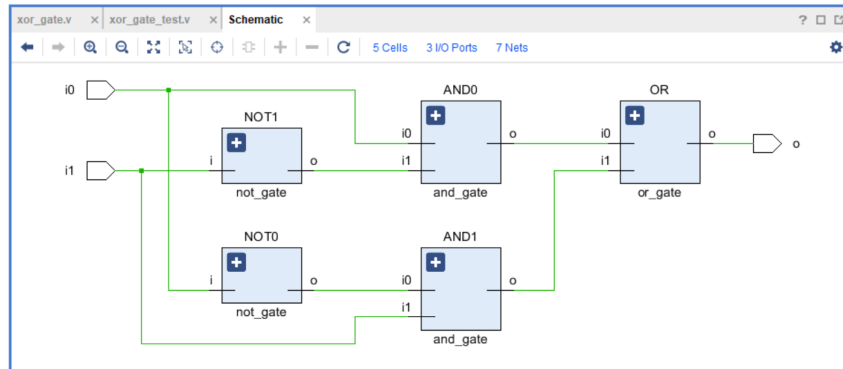 xor_gate.v × xor_gate_test.v × Schematic × ?
5 Cells 3 I/O Ports 7 Nets
i0 AND0 OR
NOT1
i0 o i0 o o
i1 i o i1 i1
not_gate and_gate or_gate
NOT0 AND1
i o i0 o
not_gate i1
and_gate